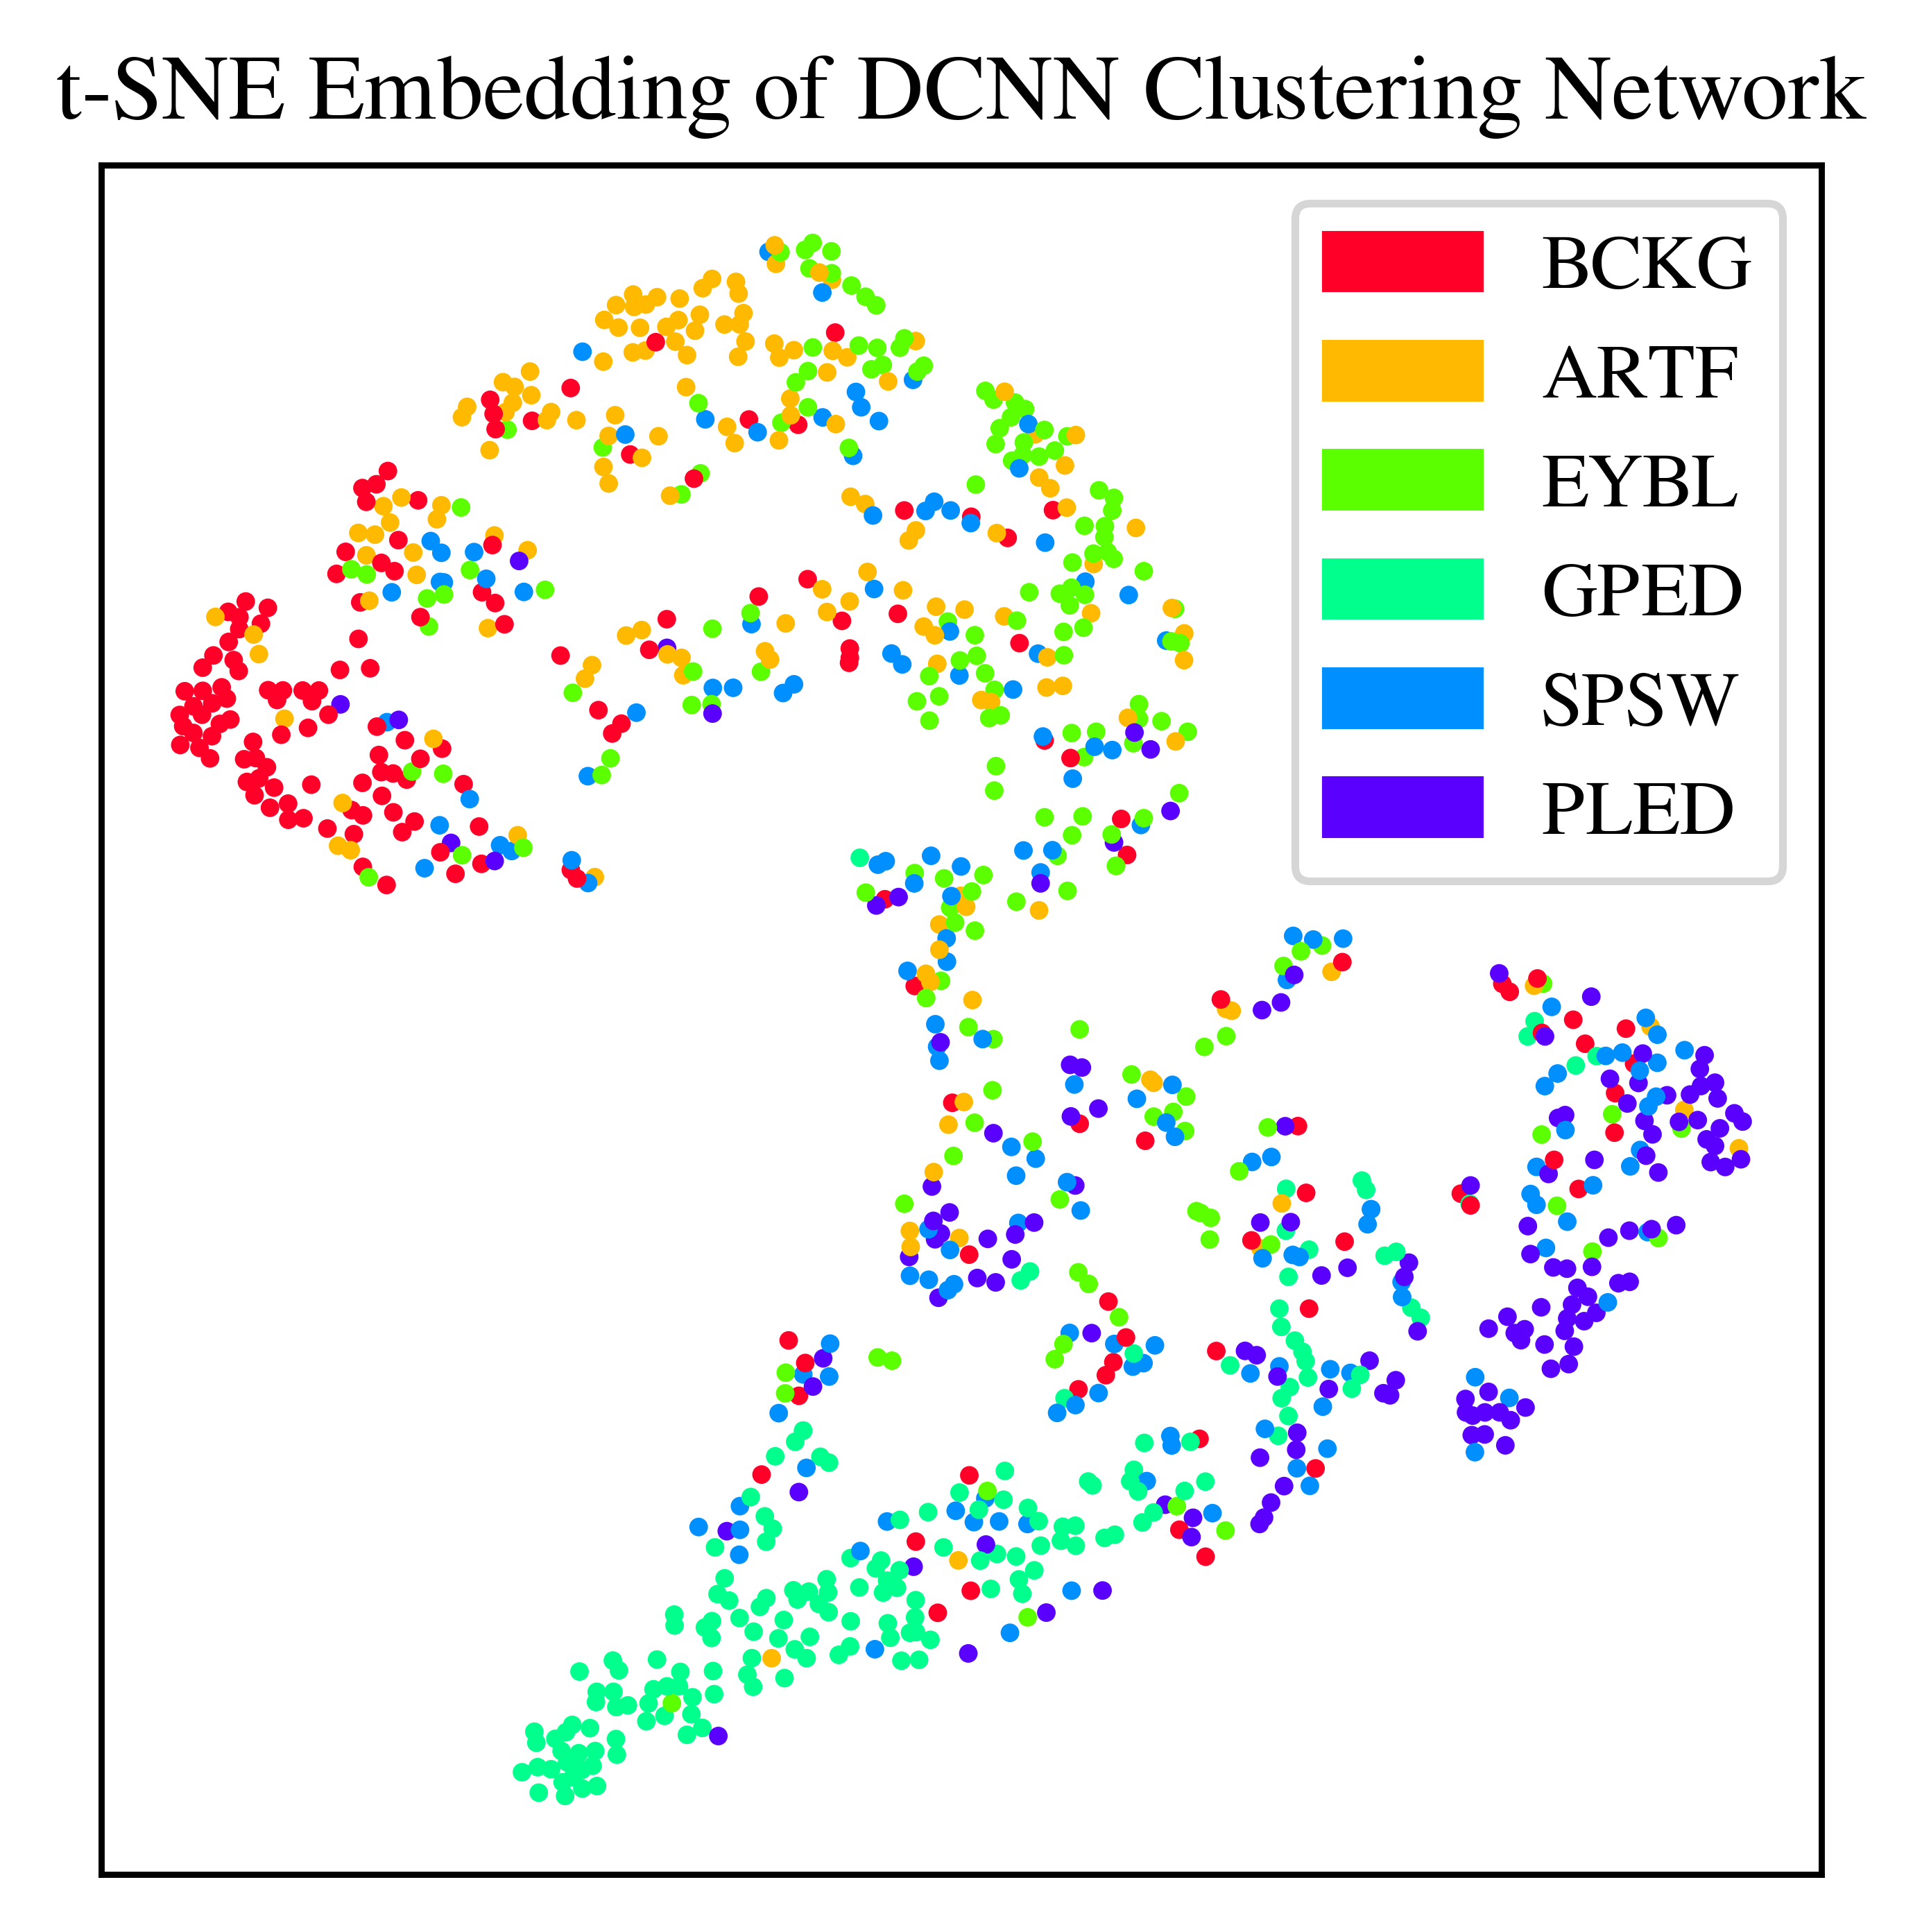 t-SNE Embedding of DCNN Clustering Network
BCKG
ARTF
EYBL
GPED
SPSW
PLED